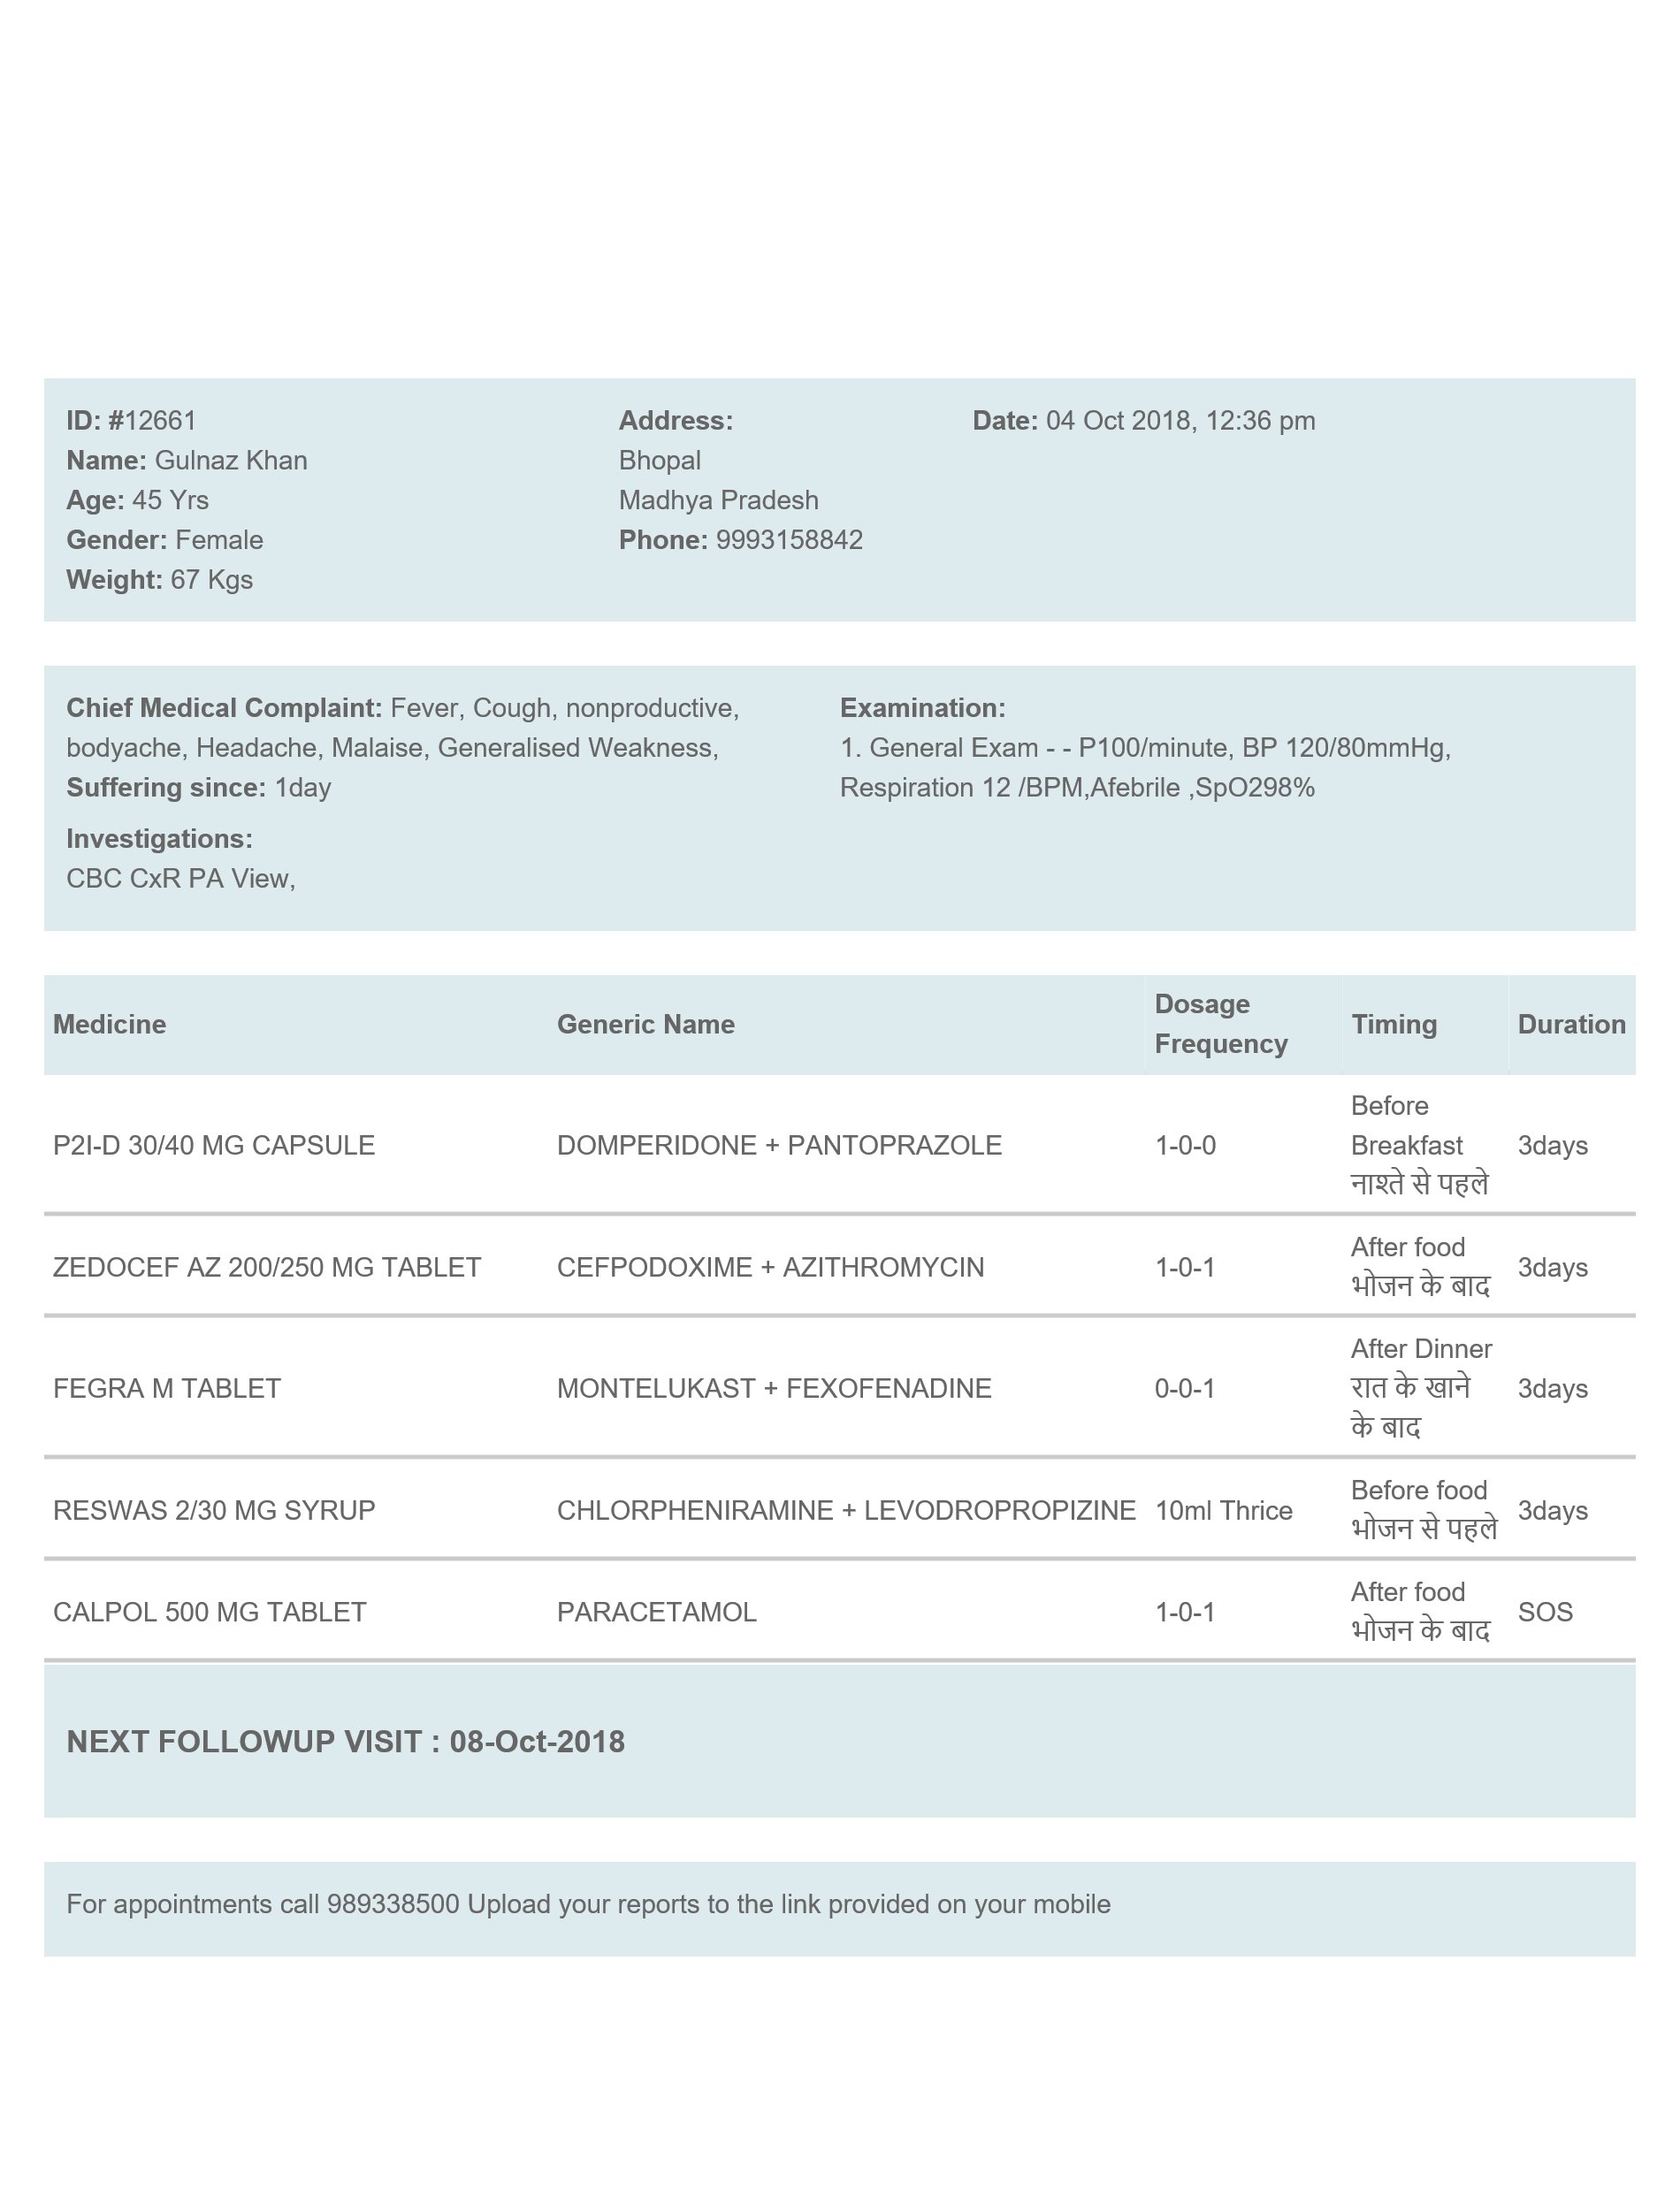 ID: #12661
Name: Gulnaz Khan
Age: 45 Yrs
Gender: Female
Weight: 67 Kgs
Address:
Bhopal
Madhya Pradesh
Phone: 9993158842
Date: 04 Oct 2018, 12:36 pm
Chief Medical Complaint: Fever, Cough, nonproductive,
bodyache, Headache, Malaise, Generalised Weakness,
Suffering since: 1day
Investigations:
CBC CxR PA View,
Examination:
1. General Exam - - P100/minute, BP 120/80mmHg,
Respiration 12 /BPM,Afebrile ,SpO298%
Medicine Generic Name Dosage Frequency Timing Duration
P2I-D 30/40 MG CAPSULE DOMPERIDONE + PANTOPRAZOLE 1-0-0 Before Breakfast नाश्ते से पहले 3days
ZEDOCEF AZ 200/250 MG TABLET CEFPODOXIME + AZITHROMYCIN 1-0-1 After food भोजन के बाद 3days
FEGRA M TABLET MONTELUKAST + FEXOFENADINE 0-0-1 After Dinner रात के खाने के बाद 3days
RESWAS 2/30 MG SYRUP CHLORPHENIRAMINE + LEVODROPROPIZINE 10ml Thrice Before food भोजन से पहले 3days
CALPOL 500 MG TABLET PARACETAMOL 1-0-1 After food भोजन के बाद SOS
NEXT FOLLOWUP VISIT : 08-Oct-2018
For appointments call 989338500 Upload your reports to the link provided on your mobile